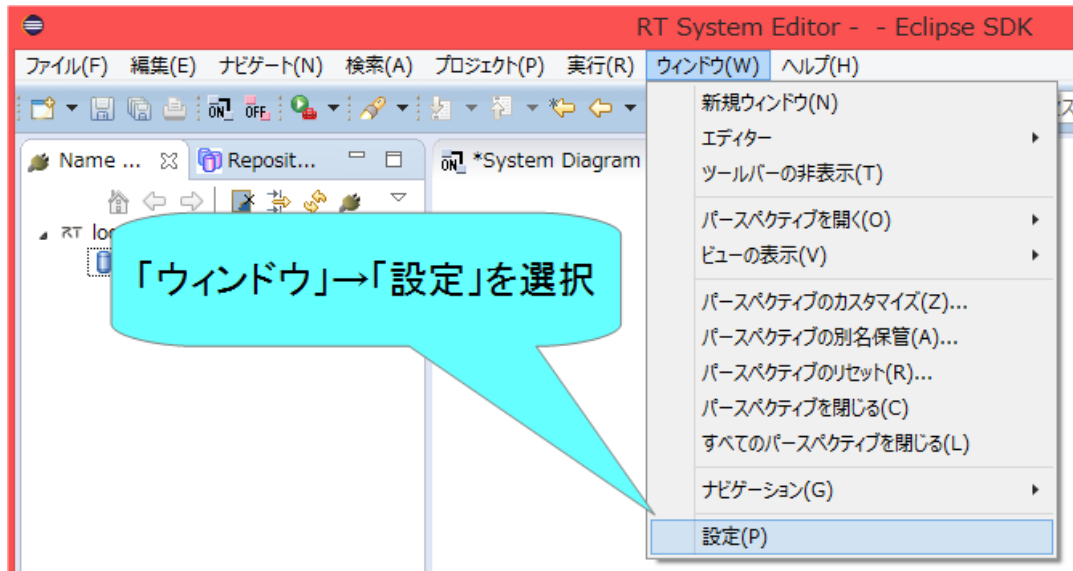 RT System Editor - - Eclipse SDK
ファイル(F) 編集(E) ナビゲート(N) 検索(A) プロジェクト(P) 実行(R) ウィンドウ(W) ヘルプ(H)
ON OFF
新規ウィンドウ(N)
エディター
ツールバーの非表示(T)
パースペクティブを開く(O)
ビューの表示(V)
パースペクティブのカスタマイズ(Z)...
パースペクティブの別名保管(A)...
パースペクティブのリセット(R)...
パースペクティブを閉じる(C)
すべてのパースペクティブを閉じる(L)
ナビゲーション(G)
設定(P)
Name ... Reposit... ON *System Diagram
RT loc
「ウィンドウ」→「設定」を選択